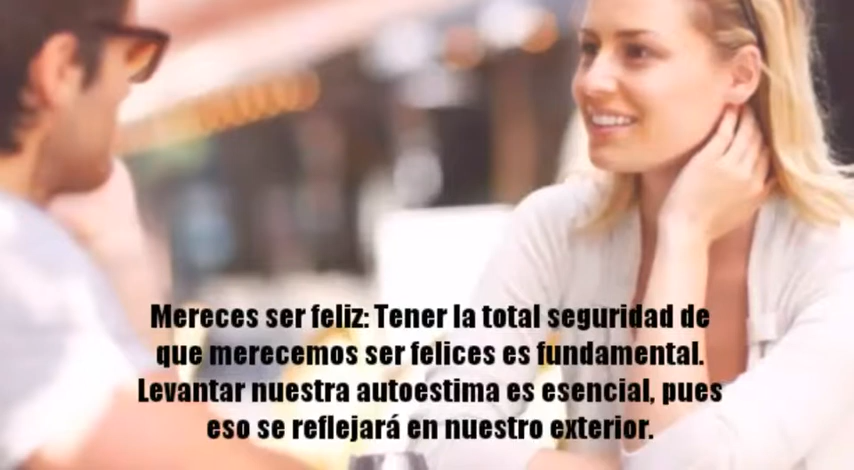 Mereces ser feliz: Tener la total seguridad de
que merecemos ser felices es fundamental.
Levantar nuestra autoestima es esencial, pues
eso se reflejará en nuestro exterior.